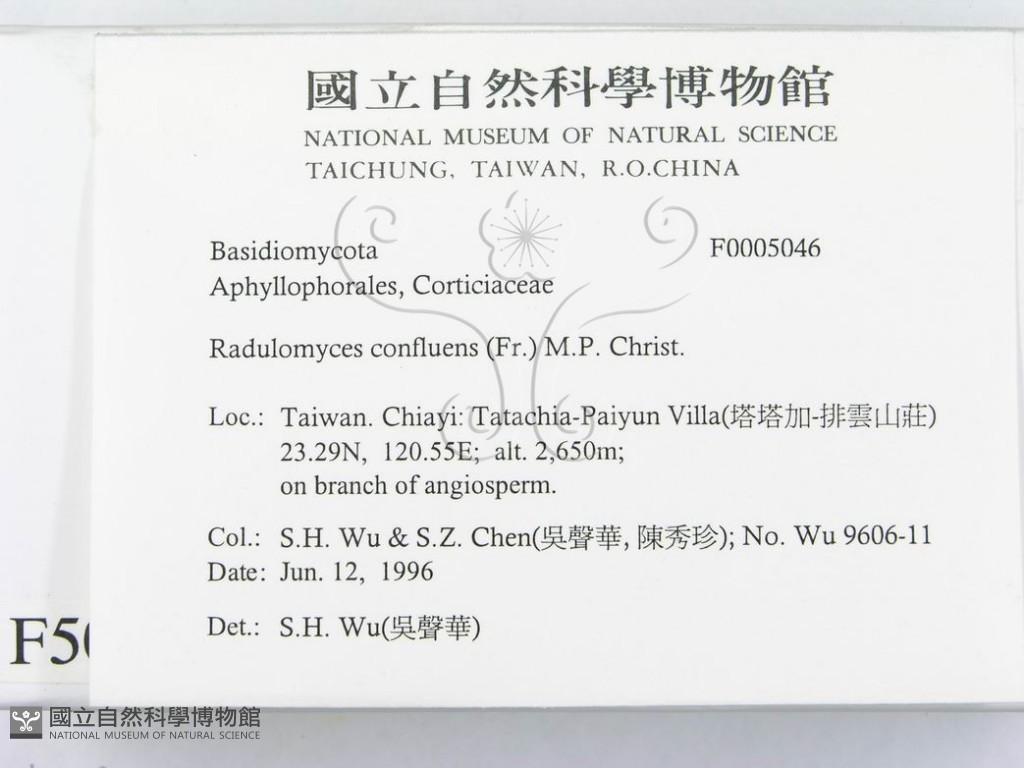 國立自然科學博物館
NATIONAL MUSEUM OF NATURAL SCIENCE
TAICHUNG, TAIWAN, R.O.CHINA
Basidiomycota F0005046
Aphyllophorales, Corticiaceae
Radulomyces confluens (Fr.) M.P. Christ.
Loc.: Taiwan. Chiayi: Tatachia-Paiyun Villa(塔塔加-排雲山莊)
23.29N, 120.55E; alt. 2,650m;
on branch of angiosperm.
Col.: S.H. Wu & S.Z. Chen(吳聲華, 陳秀珍); No. Wu 9606-11
Date: Jun. 12, 1996
Det.: S.H. Wu(吳聲華)
國立自然科學博物館
NATIONAL MUSEUM OF NATURAL SCIENCE